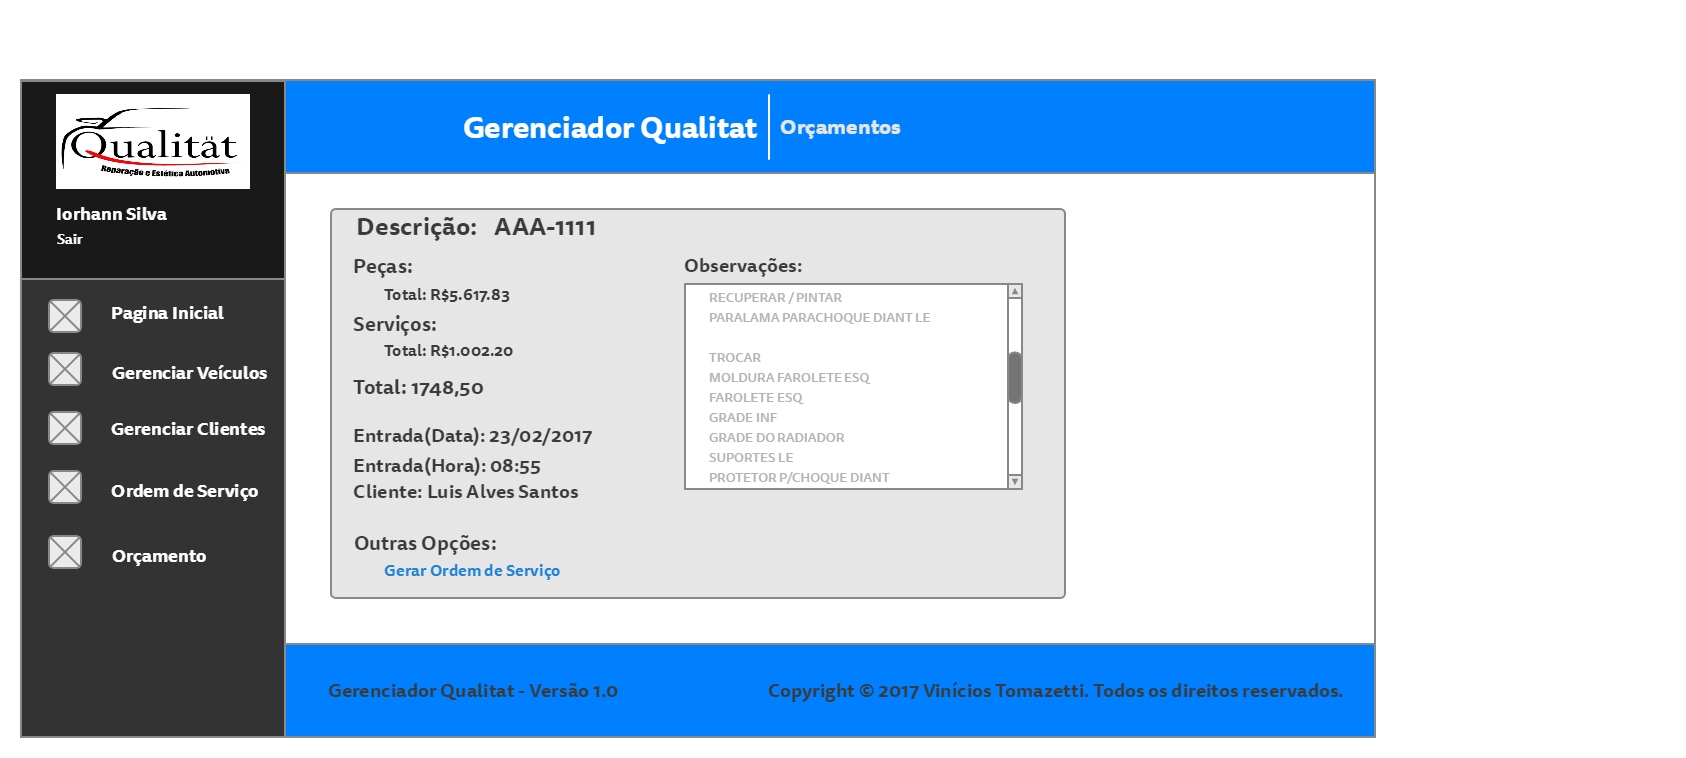 Qualität
Reparação e Estética Automotiva
Iorhann Silva
Sair
Pagina Inicial
Gerenciar Veículos
Gerenciar Clientes
Ordem de Serviço
Orçamento
Gerenciador Qualitat
Orçamentos
Descrição: AAA-1111
Peças:
Total: R$5.617.83
Serviços:
Total: R$1.002.20
Total: 1748,50
Entrada(Data): 23/02/2017
Entrada(Hora): 08:55
Cliente: Luis Alves Santos
Outras Opções:
Gerar Ordem de Serviço
Observações:
RECUPERAR / PINTAR
PARALAMA PARACHOQUE DIANT LE
TROCAR
MOLDURA FAROLETE ESQ
FAROLETE ESQ
GRADE INF
GRADE DO RADIADOR
SUPORTES LE
PROTETOR P/CHOQUE DIANT
Gerenciador Qualitat - Versão 1.0
Copyright © 2017 Vinícios Tomazetti. Todos os direitos reservados.